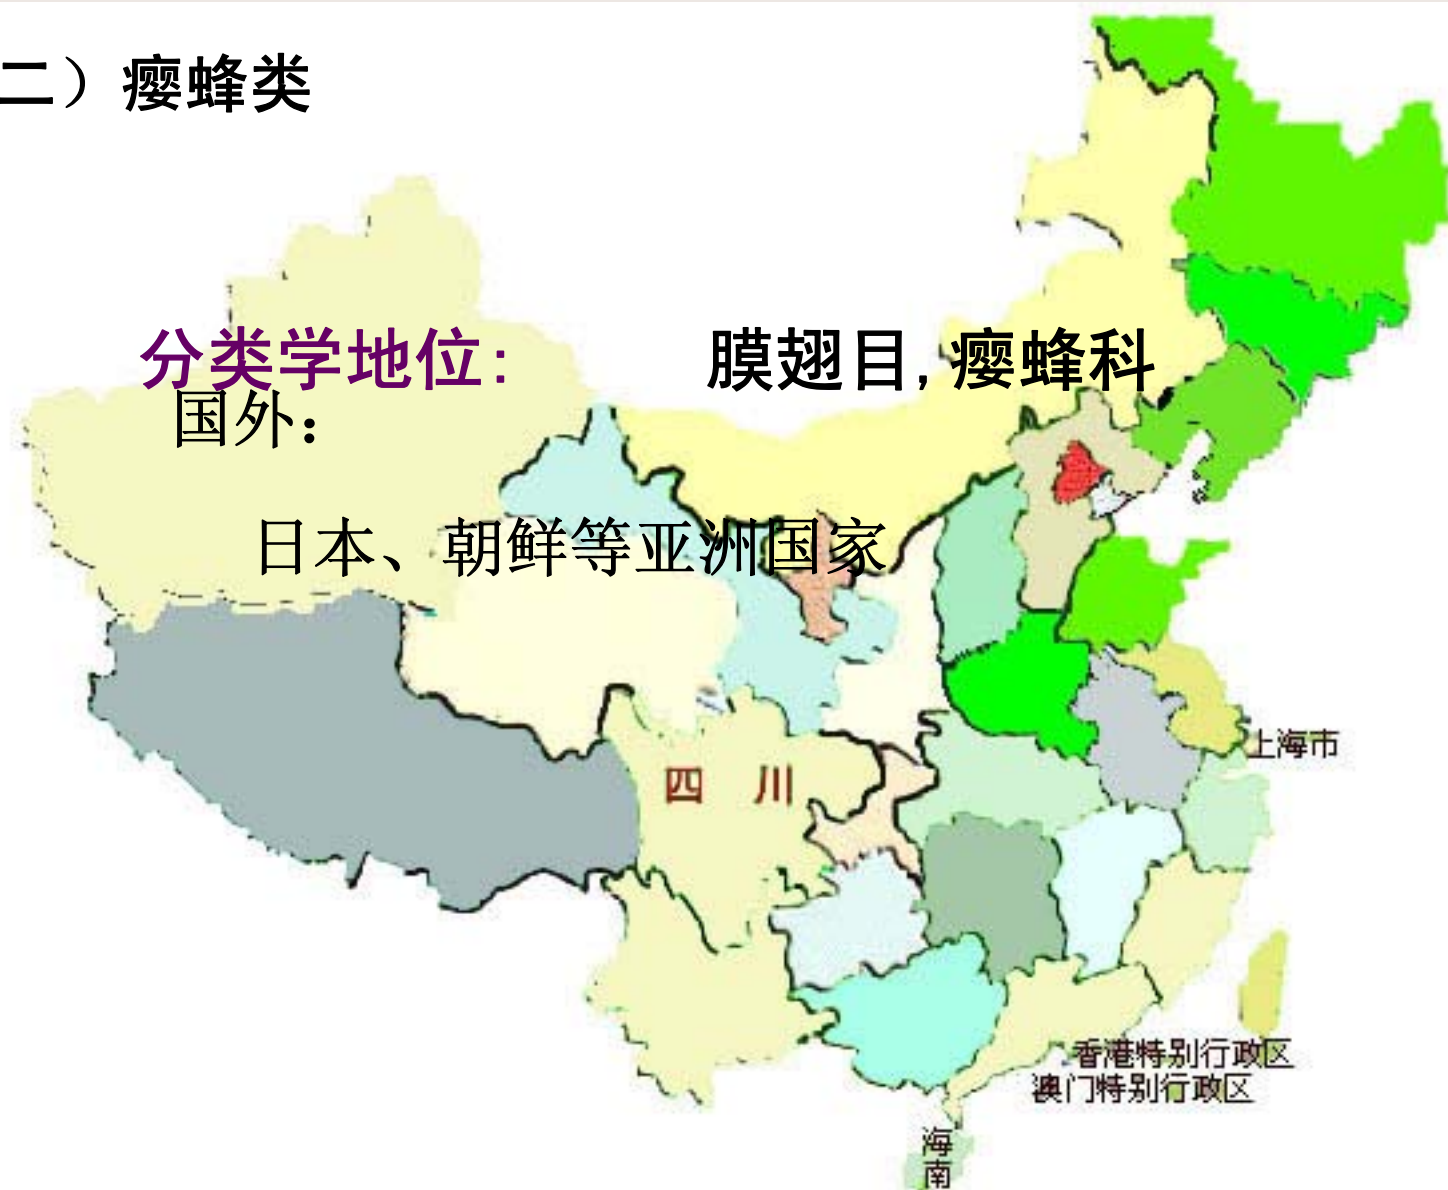 二）瘿蜂类
分类学地位: 膜翅目,瘿蜂科
国外：
日本、朝鲜等亚洲国家
四 川
上海市
香港特别行政区
澳门特别行政区
海
南